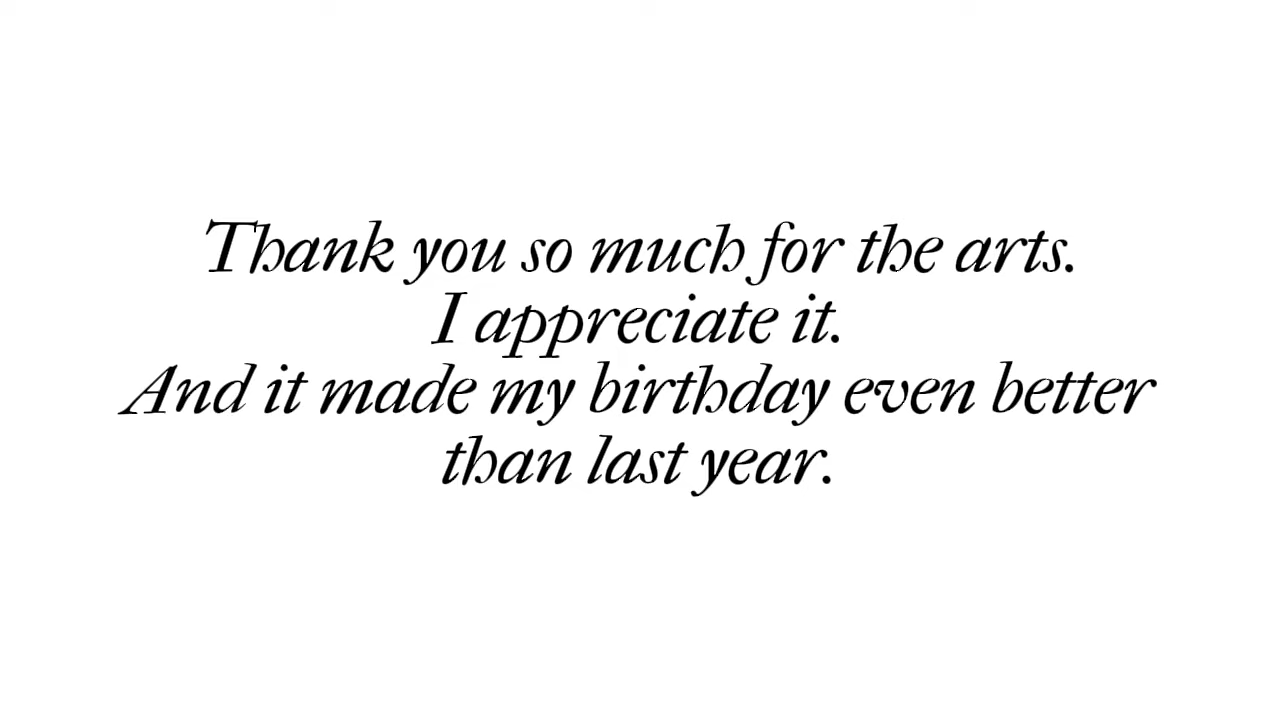 Thank you so much for the arts.
I appreciate it.
And it made my birthday even better
than last year.